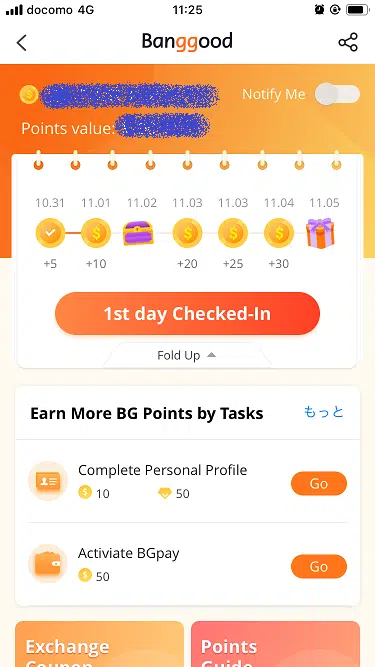 docomo 4G 11:25
Banggood
Notify Me
Points value:
10.31 11.01 11.02 11.03 11.03 11.04 11.05
+5 +10 +20 +25 +30
1st day Checked-In
Fold Up
Earn More BG Points by Tasks もっと
Complete Personal Profile
10 50
Go
Activiate BGpay
50
Go
Exchange
Coupon
Points
Guide